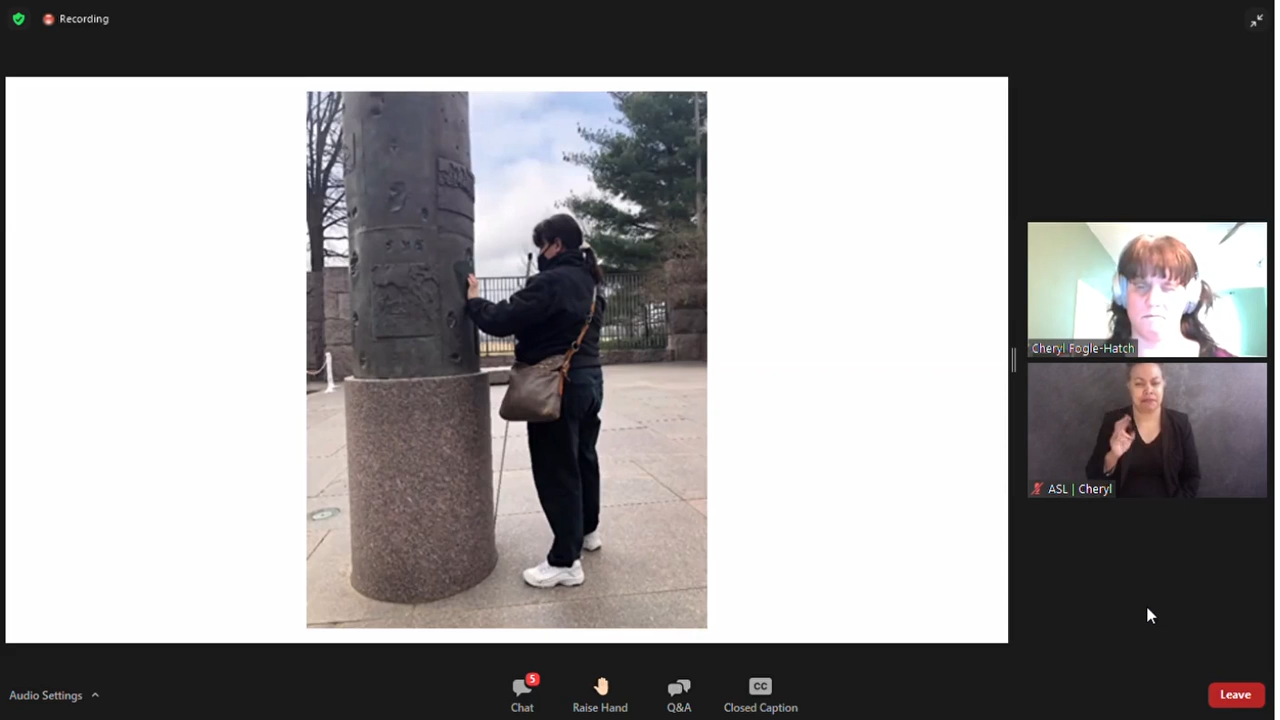 Recording
Cheryl Fogle-Hatch
ASL | Cheryl
Audio Settings
5
Chat
Raise Hand
Q&A
CC
Closed Caption
Leave